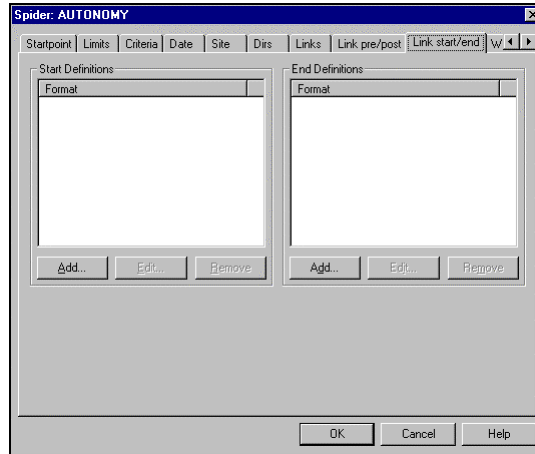 Spider: AUTONOMY
Startpoint Limits Criteria Date Site Dirs Links Link pre/post Link start/end W
Start Definitions End Definitions
Format Format
Add... Edit... Remove Add... Edit... Remove
OK Cancel Help